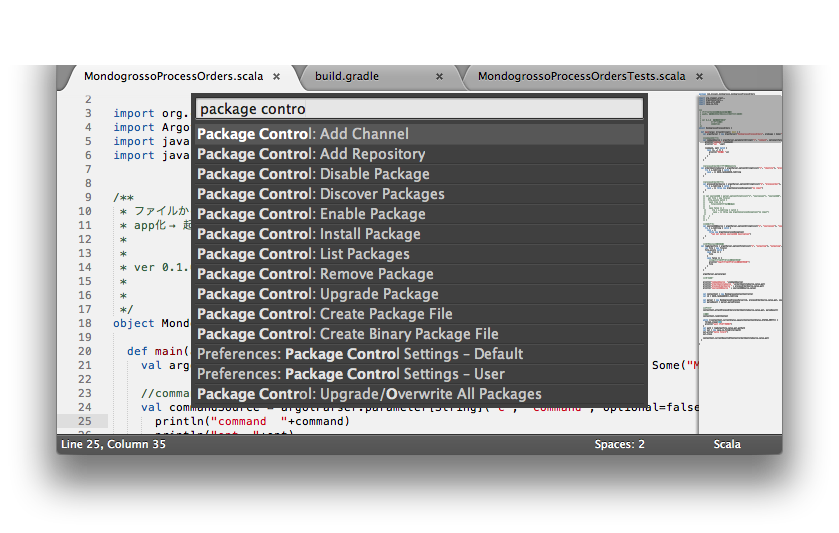 MondogrossoProcessOrders.scala × build.gradle × MondogrossoProcessOrdersTests.scala ×
package contro
Package Control: Add Channel
Package Control: Add Repository
Package Control: Disable Package
Package Control: Discover Packages
Package Control: Enable Package
Package Control: Install Package
Package Control: List Packages
Package Control: Remove Package
Package Control: Upgrade Package
Package Control: Create Package File
Package Control: Create Binary Package File
Preferences: Package Control Settings – Default
Preferences: Package Control Settings – User
Package Control: Upgrade/Overwrite All Packages
2
3 import org.
4 import Argo
5 import java
6 import java
7
8
9 /**
10 * ファイルか
11 * app化→ 起
12 *
13 *
14 * ver 0.1.
15 *
16 *
17 */
18 object Mond
19
20 def main(
21 val arg Some("M
22
23 //comma
24 val commandSource = argotParser.parameter[String]("c", "command", optional=false
25 println("command "+command)
26 println("opt "+opt)
Line 25, Column 35 Spaces: 2 Scala